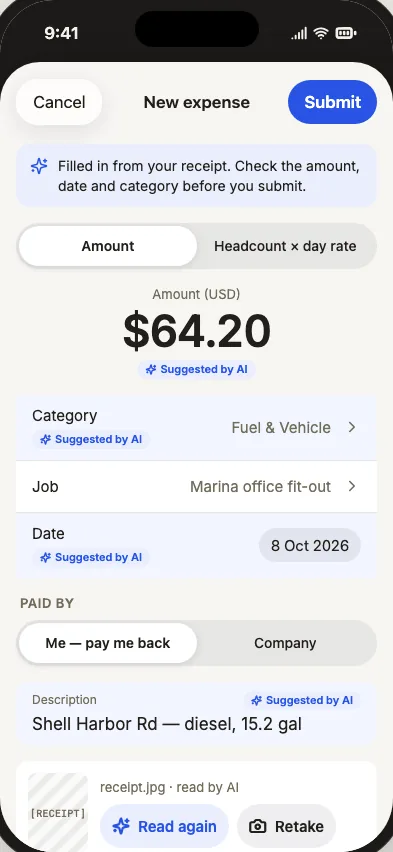 9:41
Cancel
New expense
Submit
Filled in from your receipt. Check the amount,
date and category before you submit.
Amount
Headcount × day rate
Amount (USD)
$64.20
Suggested by AI
Category
Suggested by AI
Fuel & Vehicle
Job
Marina office fit-out
Date
Suggested by AI
8 Oct 2026
PAID BY
Me — pay me back
Company
Description
Suggested by AI
Shell Harbor Rd — diesel, 15.2 gal
[RECEIPT]
receipt.jpg · read by AI
Read again
Retake